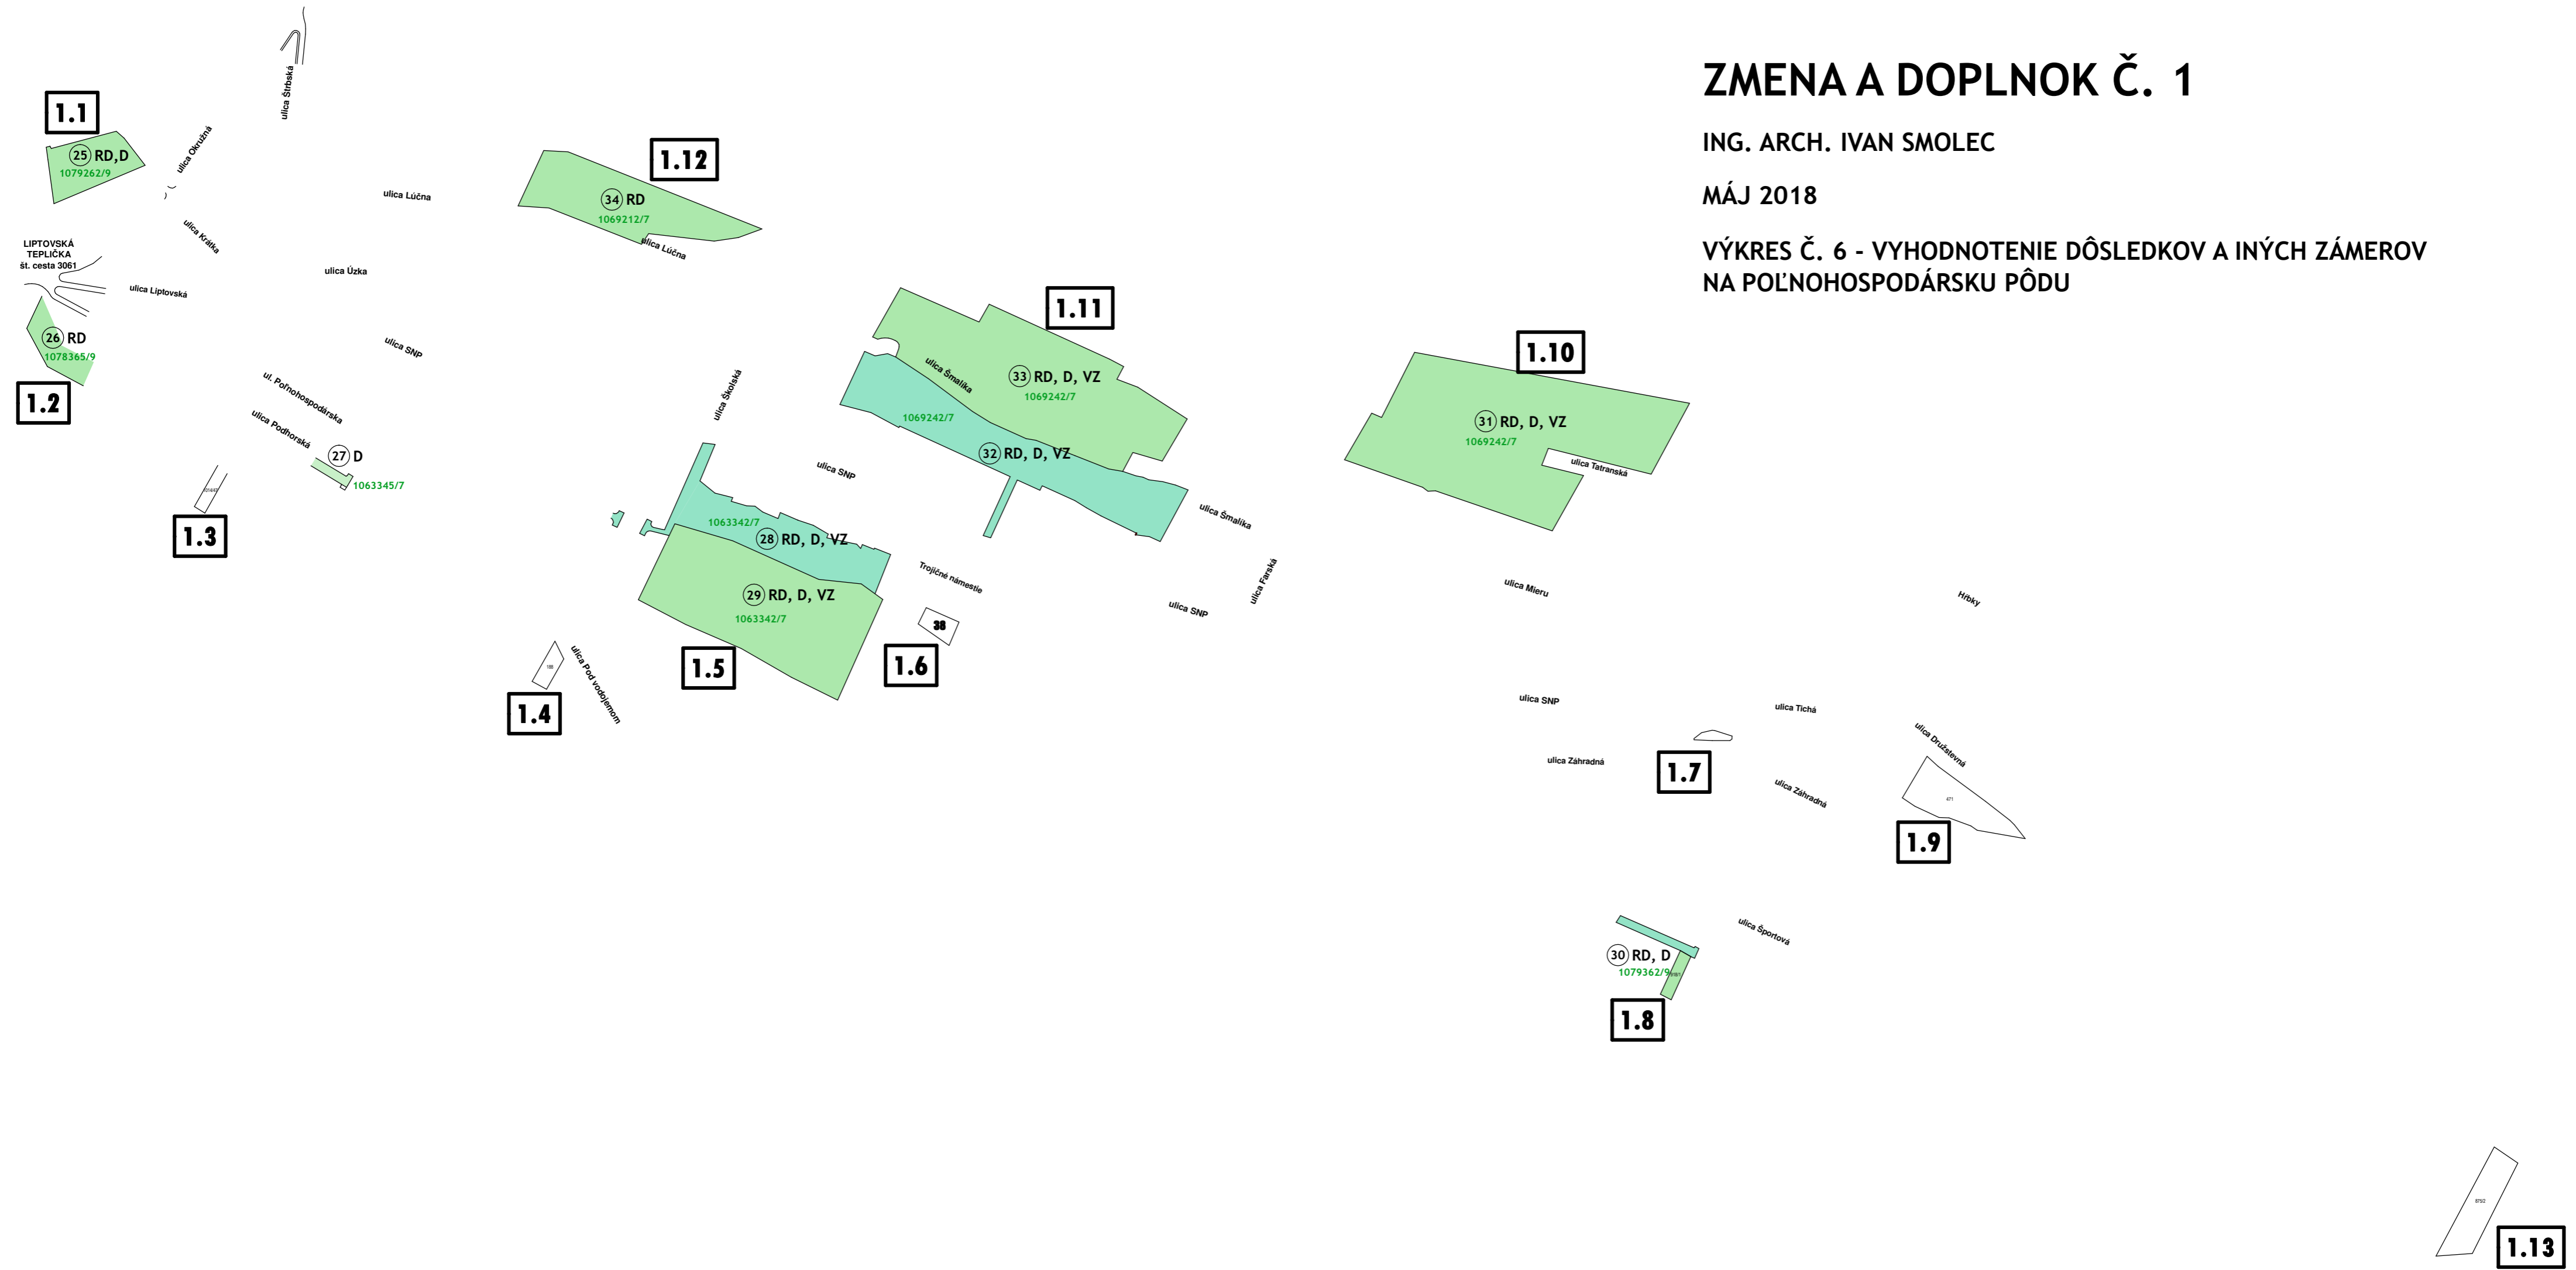 ZMENA A DOPLNOK Č. 1
ING. ARCH. IVAN SMOLEC
MÁJ 2018
VÝKRES Č. 6 - VYHODNOTENIE DÔSLEDKOV A INÝCH ZÁMEROV
NA POĽNOHOSPODÁRSKU PÔDU
ulica Štrbská
1.1
25 RD,D
1079262/9
ulica Okružná
ulica Krátka
ulica Lúčna
1.12
34 RD
1069212/7
ulica Lúčna
LIPTOVSKÁ
TEPLIČKA
št. cesta 3061
ulica Liptovská
ulica Úzka
26 RD
1078365/9
1.2
ulica SNP
ul. Poľnohospodárska
ulica Podhorská
27 D
1063345/7
1.3
ulica Školská
1.11
33 RD, D, VZ
1069242/7
ulica Šmalíka
1069242/7
32 RD, D, VZ
ulica SNP
1.10
31 RD, D, VZ
1069242/7
ulica Tatranská
ulica Šmalíka
1063342/7
28 RD, D, VZ
29 RD, D, VZ
1063342/7
1.5
Trojičné námestie
38
1.6
ulica SNP
ulica Farská
ulica Mieru
Hŕbky
188
1.4
ulica Pod vodojemom
ulica SNP
ulica Tichá
1.7
ulica Záhradná
ulica Záhradná
ulica Družstevná
471
1.9
ulica Športová
30 RD, D
1079362/9
1.8
875/2
1.13